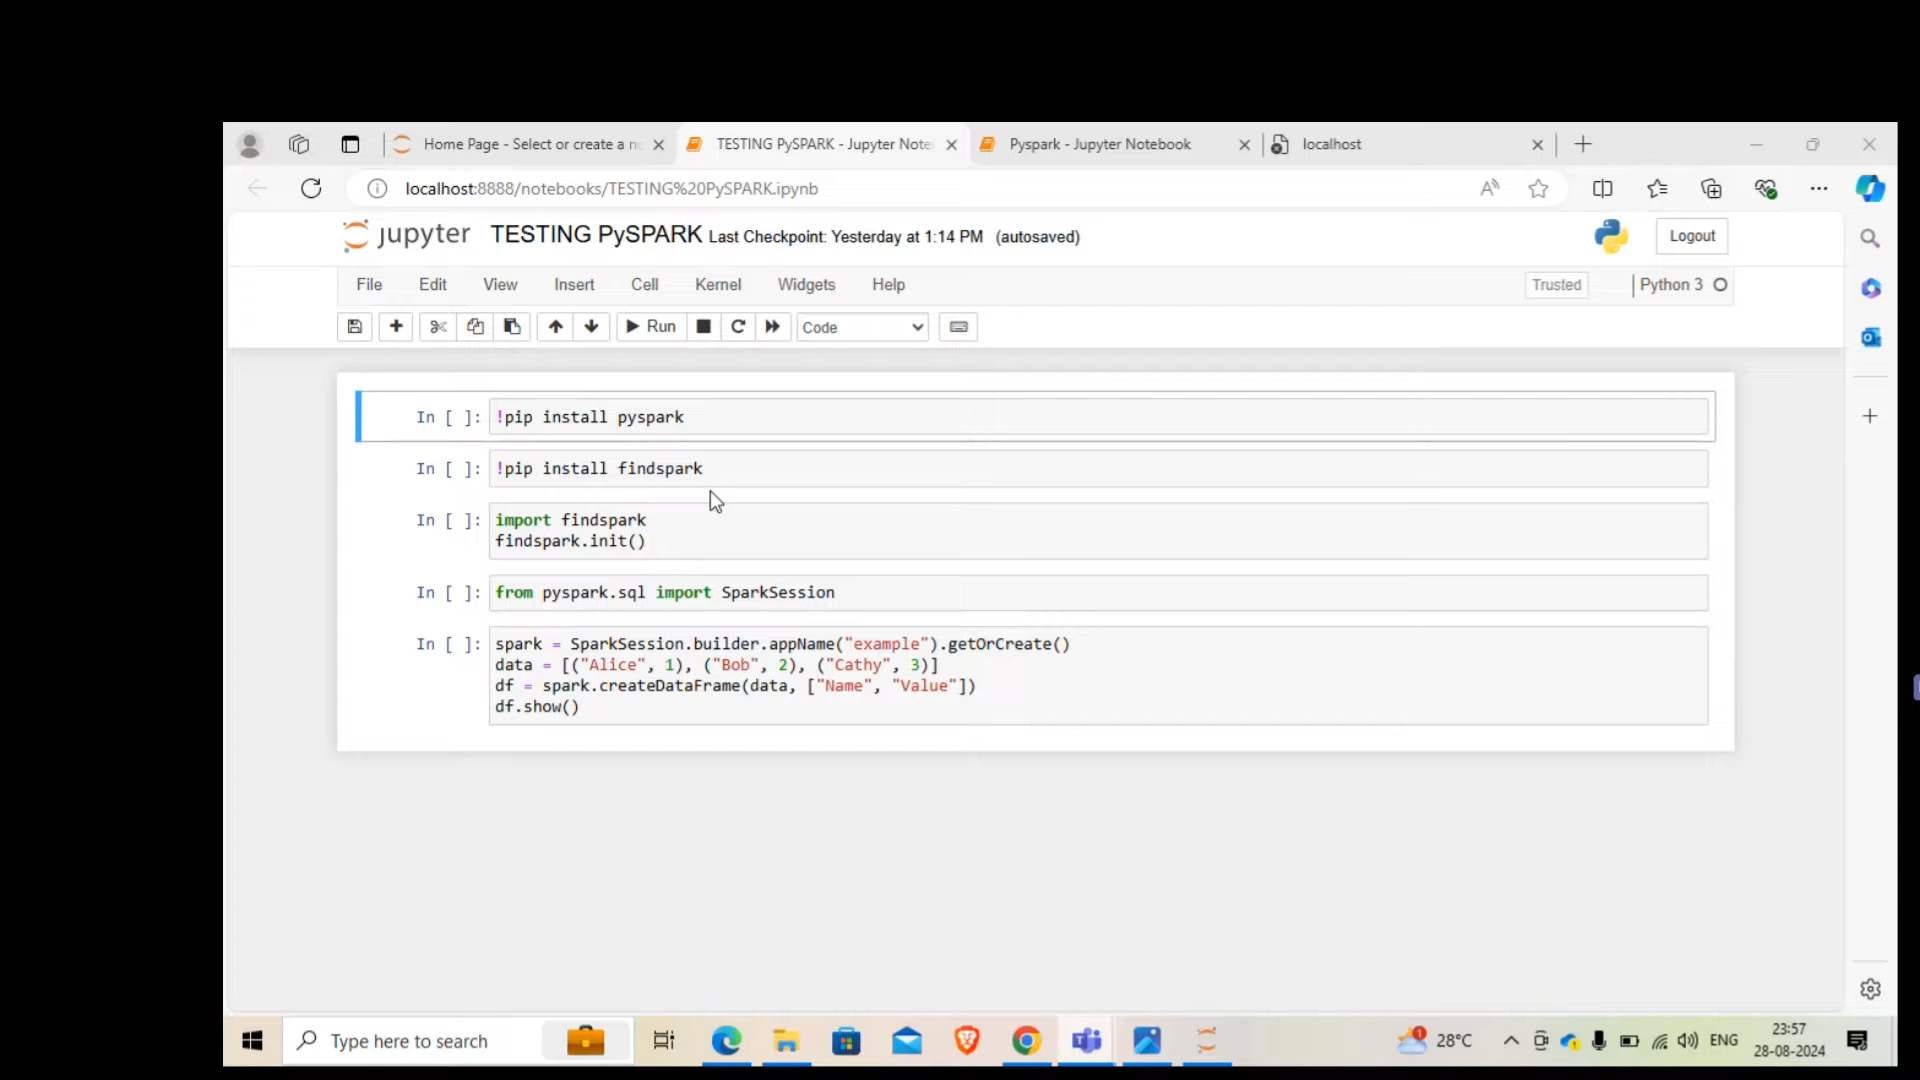 Home Page - Select or create a n
TESTING PySPARK - Jupyter Note
Pyspark - Jupyter Notebook
localhost
localhost:8888/notebooks/TESTING%20PySPARK.ipynb
jupyter TESTING PySPARK Last Checkpoint: Yesterday at 1:14 PM (autosaved)
Logout
File Edit View Insert Cell Kernel Widgets Help
Trusted
Python 3
Run
Code
In [ ]: !pip install pyspark
In [ ]: !pip install findspark
In [ ]: import findspark
findspark.init()
In [ ]: from pyspark.sql import SparkSession
In [ ]: spark = SparkSession.builder.appName("example").getOrCreate()
data = [("Alice", 1), ("Bob", 2), ("Cathy", 3)]
df = spark.createDataFrame(data, ["Name", "Value"])
df.show()
Type here to search
1
28°C
ENG
23:57
28-08-2024